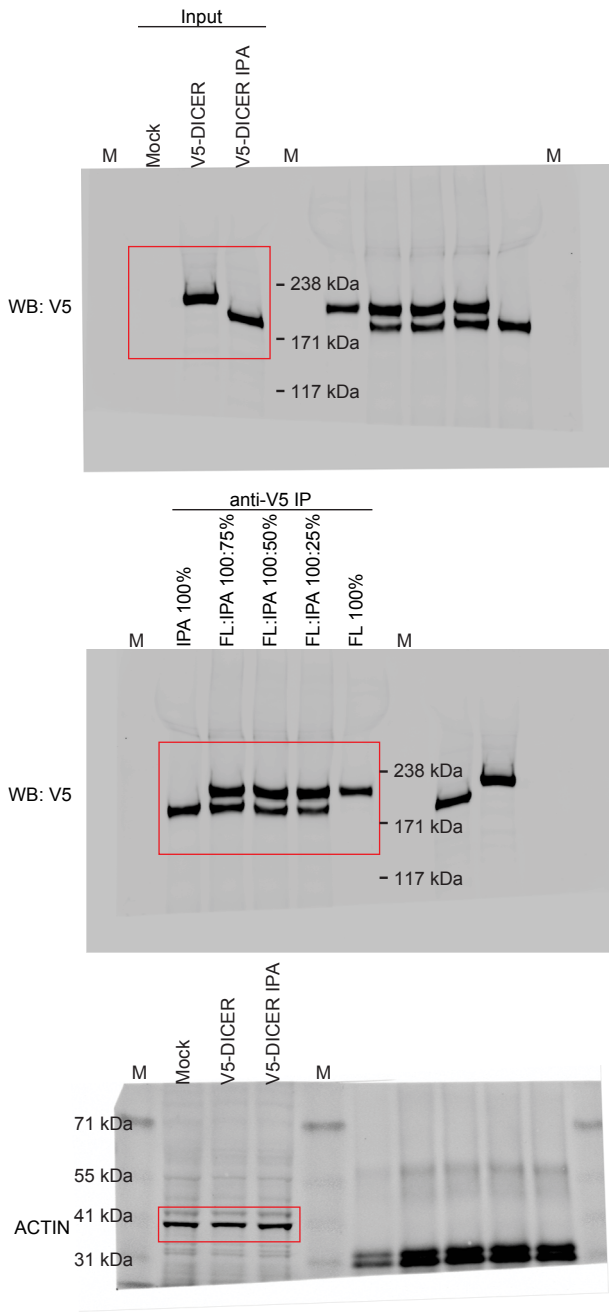 Input
M
Mock
V5-DICER
V5-DICER IPA
M
M
WB: V5
238 kDa
171 kDa
117 kDa
anti-V5 IP
M
IPA 100%
FL:IPA 100:75%
FL:IPA 100:50%
FL:IPA 100:25%
FL 100%
M
WB: V5
238 kDa
171 kDa
117 kDa
M
Mock
V5-DICER
V5-DICER IPA
M
71 kDa
55 kDa
41 kDa
ACTIN
31 kDa